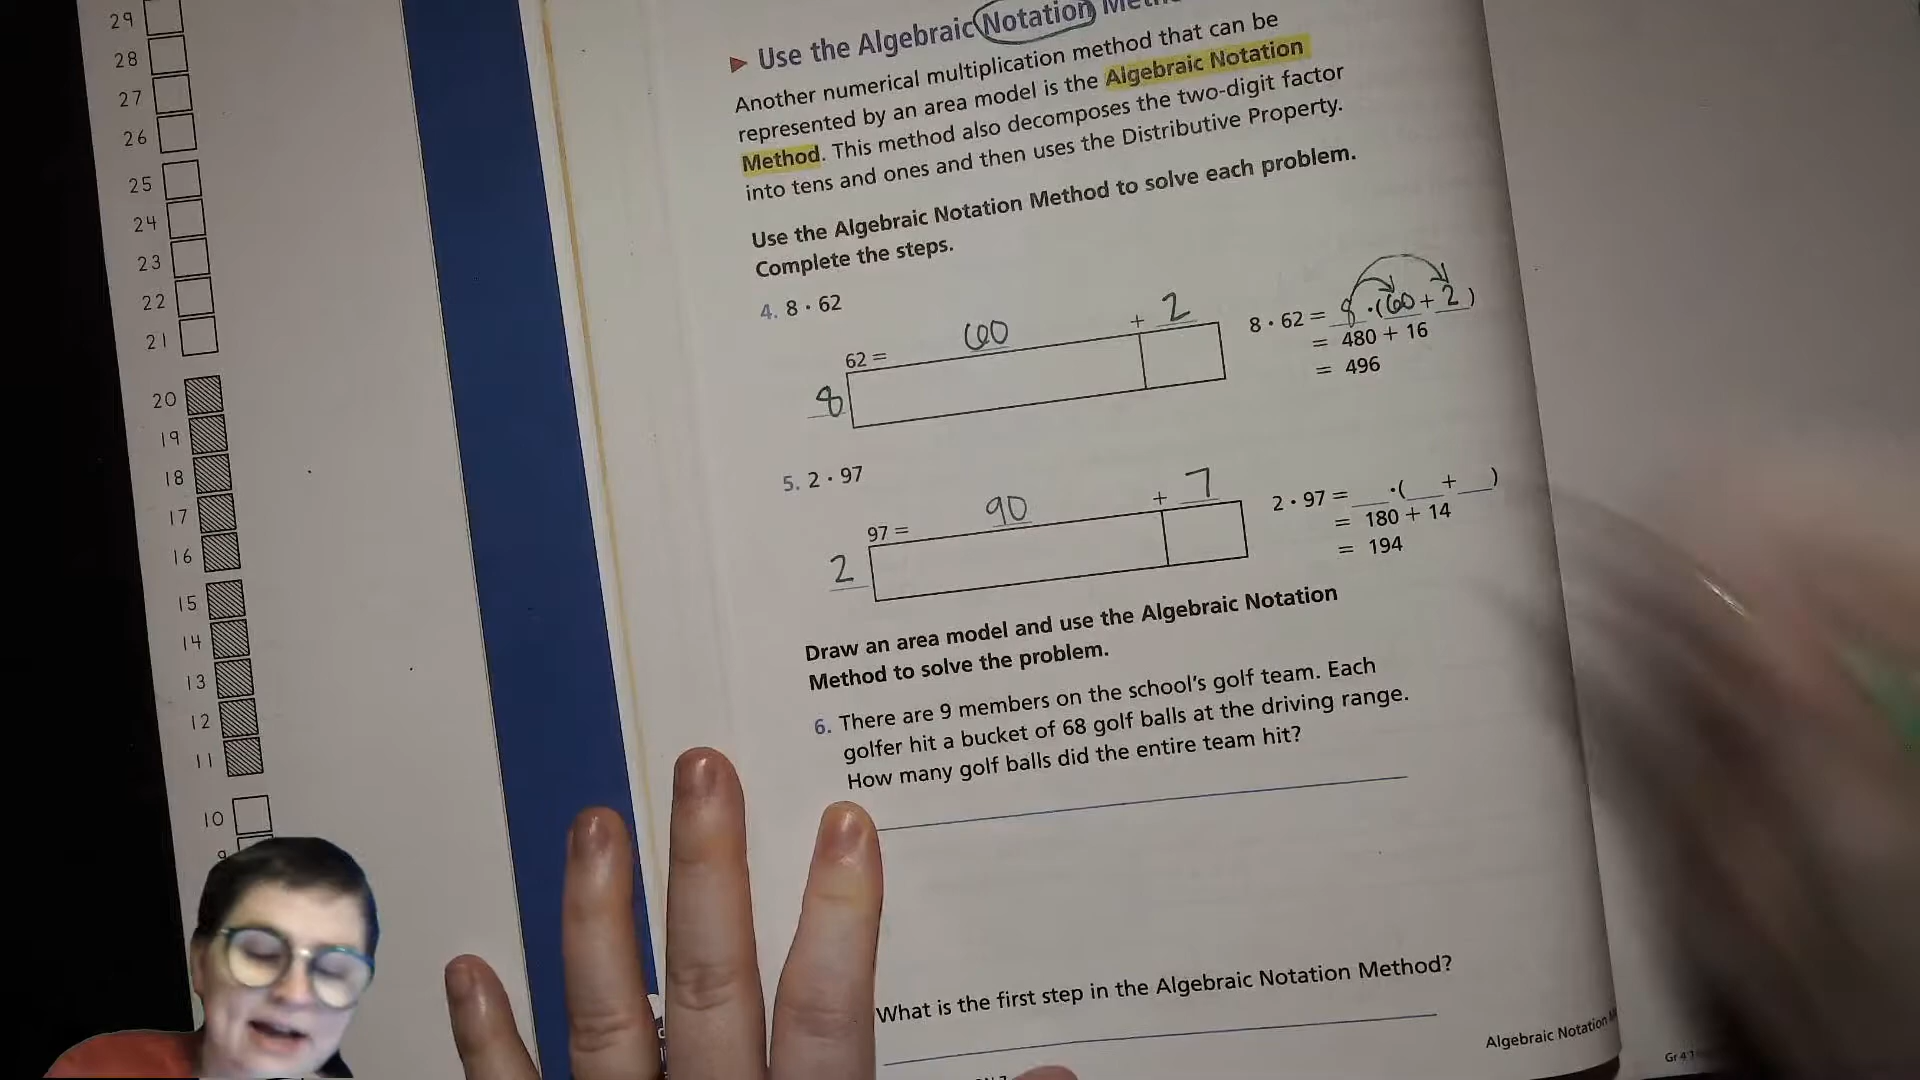 29
28
27
26
25
24
23
22
21
20
19
18
17
16
15
14
13
12
11
10
9
Use the Algebraic Notation
Another numerical multiplication method that can be
represented by an area model is the Algebraic Notation
Method. This method also decomposes the two-digit factor
into tens and ones and then uses the Distributive Property.
Use the Algebraic Notation Method to solve each problem.
Complete the steps.
4. 8 · 62
62 = 60 + 2
8
8 · 62 = 8 · (60 + 2)
= 480 + 16
= 496
5. 2 · 97
97 = 90 + 7
2
2 · 97 = ___ · (___ + ___)
= 180 + 14
= 194
Draw an area model and use the Algebraic Notation
Method to solve the problem.
6. There are 9 members on the school's golf team. Each
golfer hit a bucket of 68 golf balls at the driving range.
How many golf balls did the entire team hit?
What is the first step in the Algebraic Notation Method?
Algebraic Notation